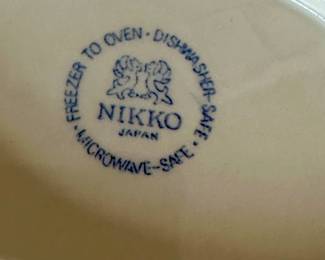 FREEZER TO OVEN · DISHWASHER-SAFE · MICROWAVE-SAFE ·
NIKKO
JAPAN